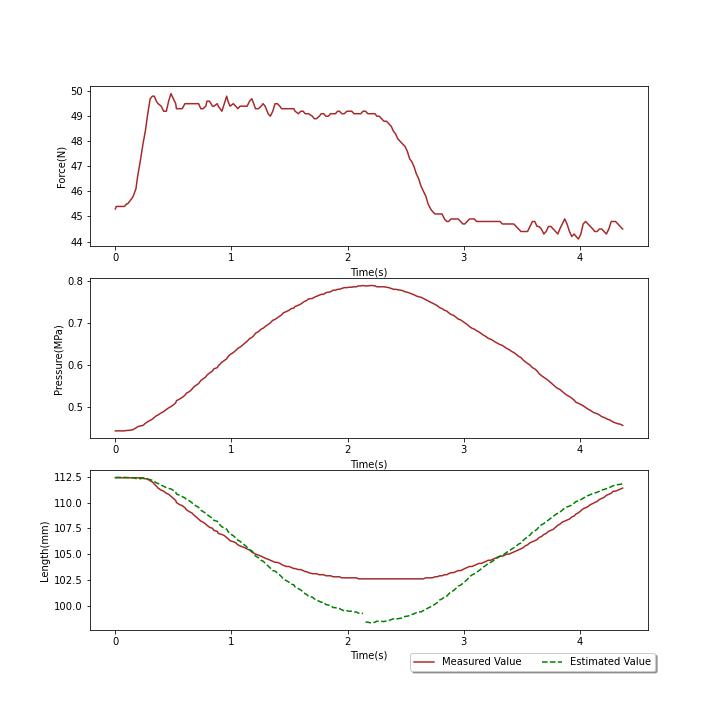 50
49
48
47
46
45
44
Force(N)
0 1 2 3 4
Time(s)
0.8
0.7
0.6
0.5
Pressure(MPa)
0 1 2 3 4
Time(s)
112.5
110.0
107.5
105.0
102.5
100.0
Length(mm)
0 1 2 3 4
Time(s)
Measured Value Estimated Value